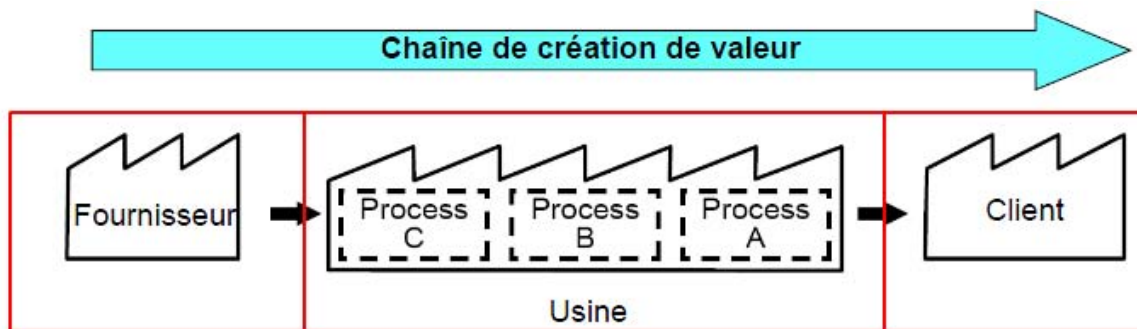 Chaîne de création de valeur
Fournisseur
Process
C
Process
B
Process
A
Client
Usine